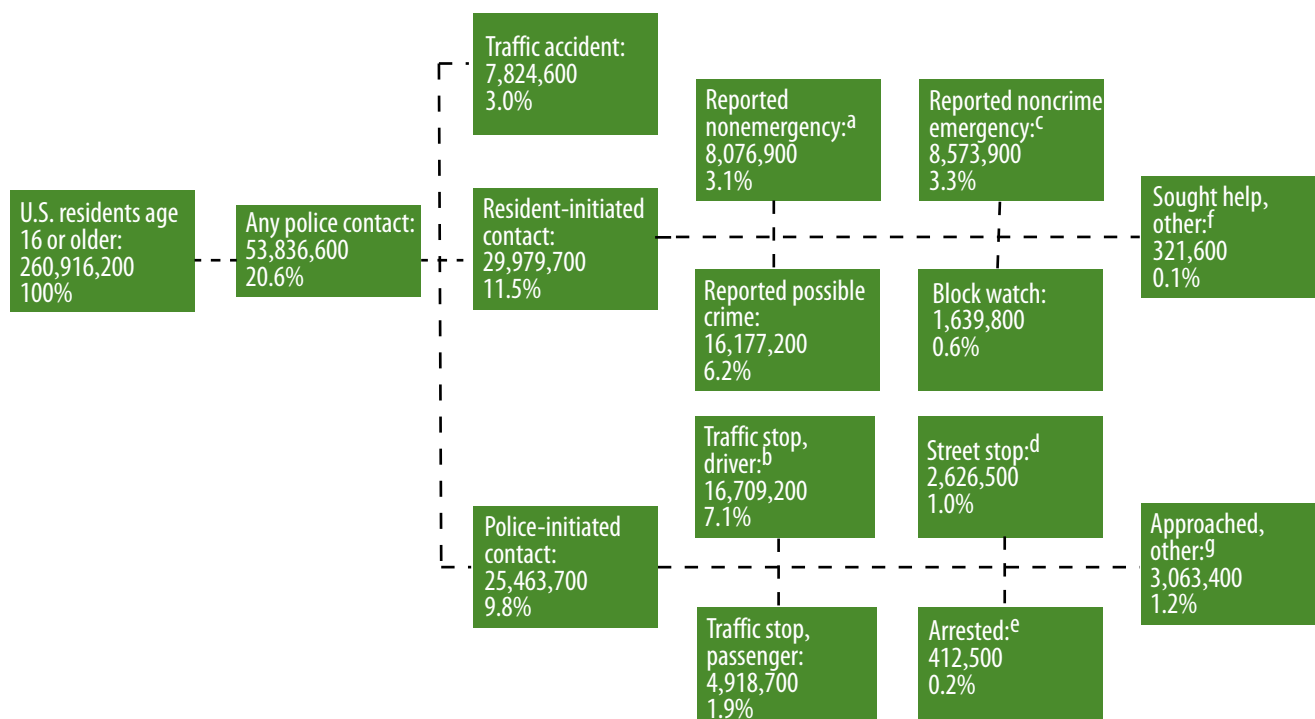 U.S. residents age
16 or older:
260,916,200
100%
Any police contact:
53,836,600
20.6%
Traffic accident:
7,824,600
3.0%
Resident-initiated
contact:
29,979,700
11.5%
Reported
nonemergency:a
8,076,900
3.1%
Reported noncrime
emergency:c
8,573,900
3.3%
Reported possible
crime:
16,177,200
6.2%
Block watch:
1,639,800
0.6%
Sought help,
other:f
321,600
0.1%
Police-initiated
contact:
25,463,700
9.8%
Traffic stop,
driver:b
16,709,200
7.1%
Street stop:d
2,626,500
1.0%
Traffic stop,
passenger:
4,918,700
1.9%
Arrested:e
412,500
0.2%
Approached,
other:g
3,063,400
1.2%